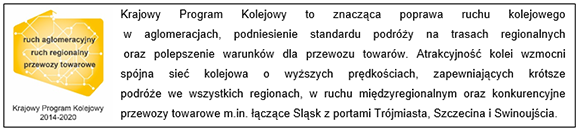 ruch aglomeracyjny
ruch regionalny
przewozy towarowe
Krajowy Program Kolejowy
2014-2020
Krajowy Program Kolejowy to znacząca poprawa ruchu kolejowego
w aglomeracjach, podniesienie standardu podróży na trasach regionalnych
oraz polepszenie warunków dla przewozu towarów. Atrakcyjność kolei wzmocni
spójna sieć kolejowa o wyższych prędkościach, zapewniających krótsze
podróże we wszystkich regionach, w ruchu międzyregionalnym oraz konkurencyjne
przewozy towarowe m.in. łączące Śląsk z portami Trójmiasta, Szczecina i Swinoujścia.